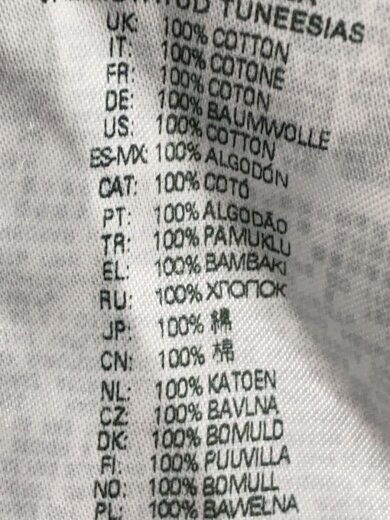 TUNEESIAS
UK: 100% COTTON
IT: 100% COTONE
FR: 100% COTON
DE: 100% BAUMWOLLE
US: 100% COTTON
ES-MX: 100% ALGODÓN
CAT: 100% COTÓ
PT: 100% ALGODÃO
TR: 100% PAMUKLU
EL: 100% BAMBAKI
RU: 100% ХЛОПОК
JP: 100% 綿
CN: 100% 棉
NL: 100% KATOEN
CZ: 100% BAVLNA
DK: 100% BOMULD
FI: 100% PUUVILLA
NO: 100% BOMULL
PL: 100% BAWEŁNA